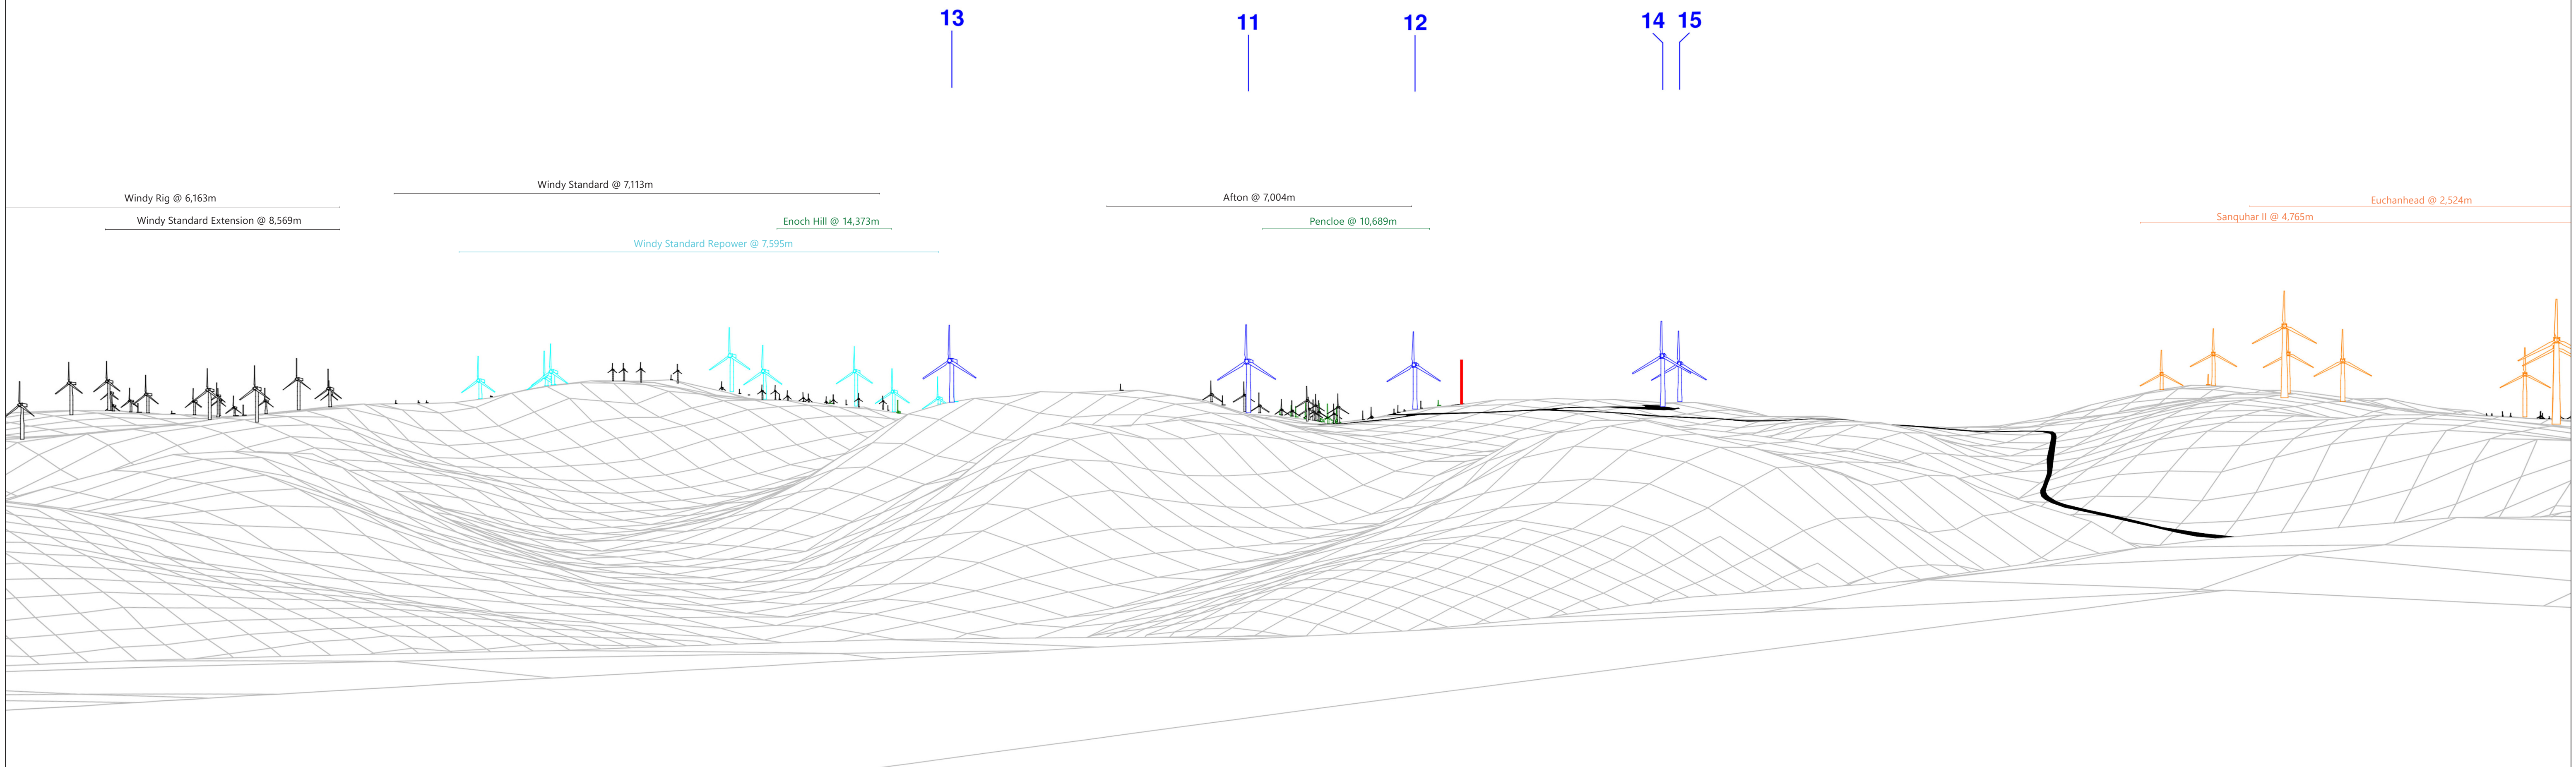 13
11
12
14 15
Windy Standard @ 7,113m
Windy Rig @ 6,163m
Afton @ 7,004m
Euchanhead @ 2,524m
Windy Standard Extension @ 8,569m
Enoch Hill @ 14,373m
Pencloe @ 10,689m
Sanquhar II @ 4,765m
Windy Standard Repower @ 7,595m